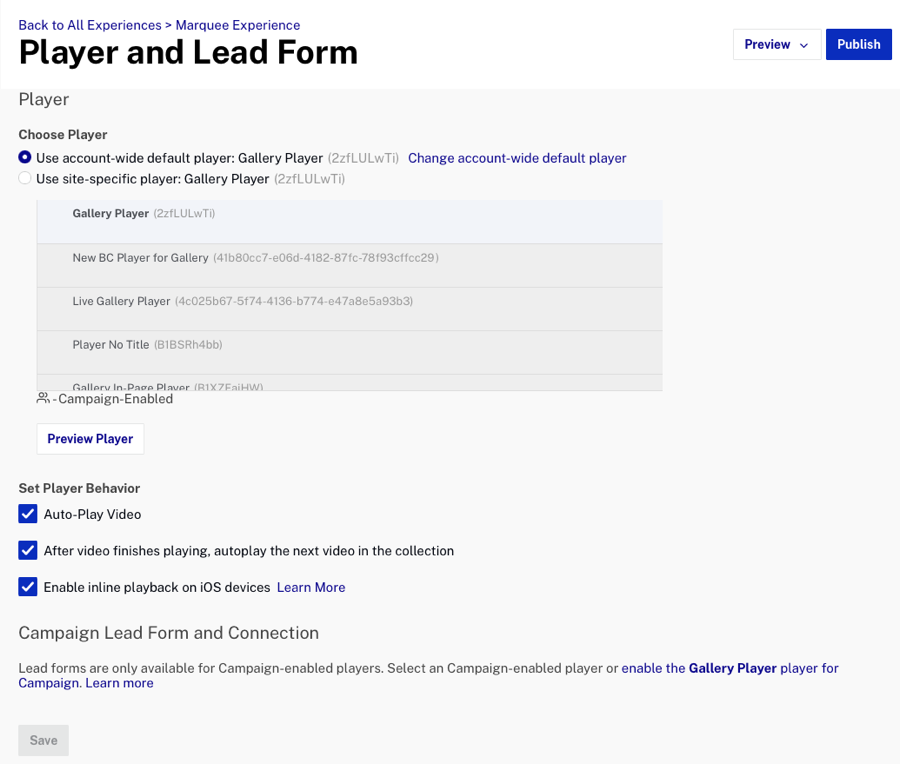 Back to All Experiences > Marquee Experience
Player and Lead Form
Preview
Publish
Player
Choose Player
Use account-wide default player: Gallery Player (2zfLULwTi) Change account-wide default player
Use site-specific player: Gallery Player (2zfLULwTi)
Gallery Player (2zfLULwTi)
New BC Player for Gallery (41b80cc7-e06d-4182-87fc-78f93cffcc29)
Live Gallery Player (4c025b67-5f74-4136-b774-e47a8e5a93b3)
Player No Title (B1BSRh4bb)
Gallery In-Page Player
- Campaign-Enabled
Preview Player
Set Player Behavior
Auto-Play Video
After video finishes playing, autoplay the next video in the collection
Enable inline playback on iOS devices Learn More
Campaign Lead Form and Connection
Lead forms are only available for Campaign-enabled players. Select an Campaign-enabled player or enable the Gallery Player player for
Campaign. Learn more
Save